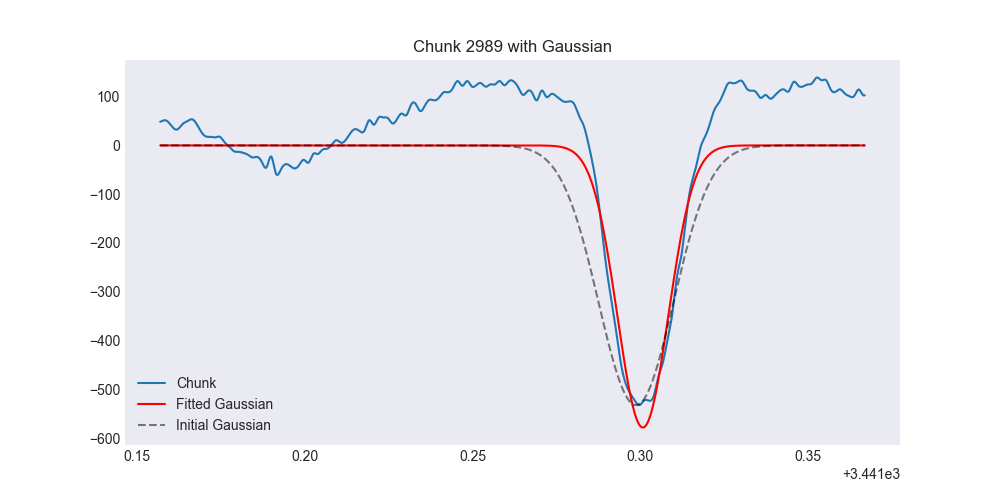 Chunk 2989 with Gaussian
100
0
−100
−200
−300
−400
−500
−600
Chunk
Fitted Gaussian
Initial Gaussian
0.15 0.20 0.25 0.30 0.35
+3.441e3